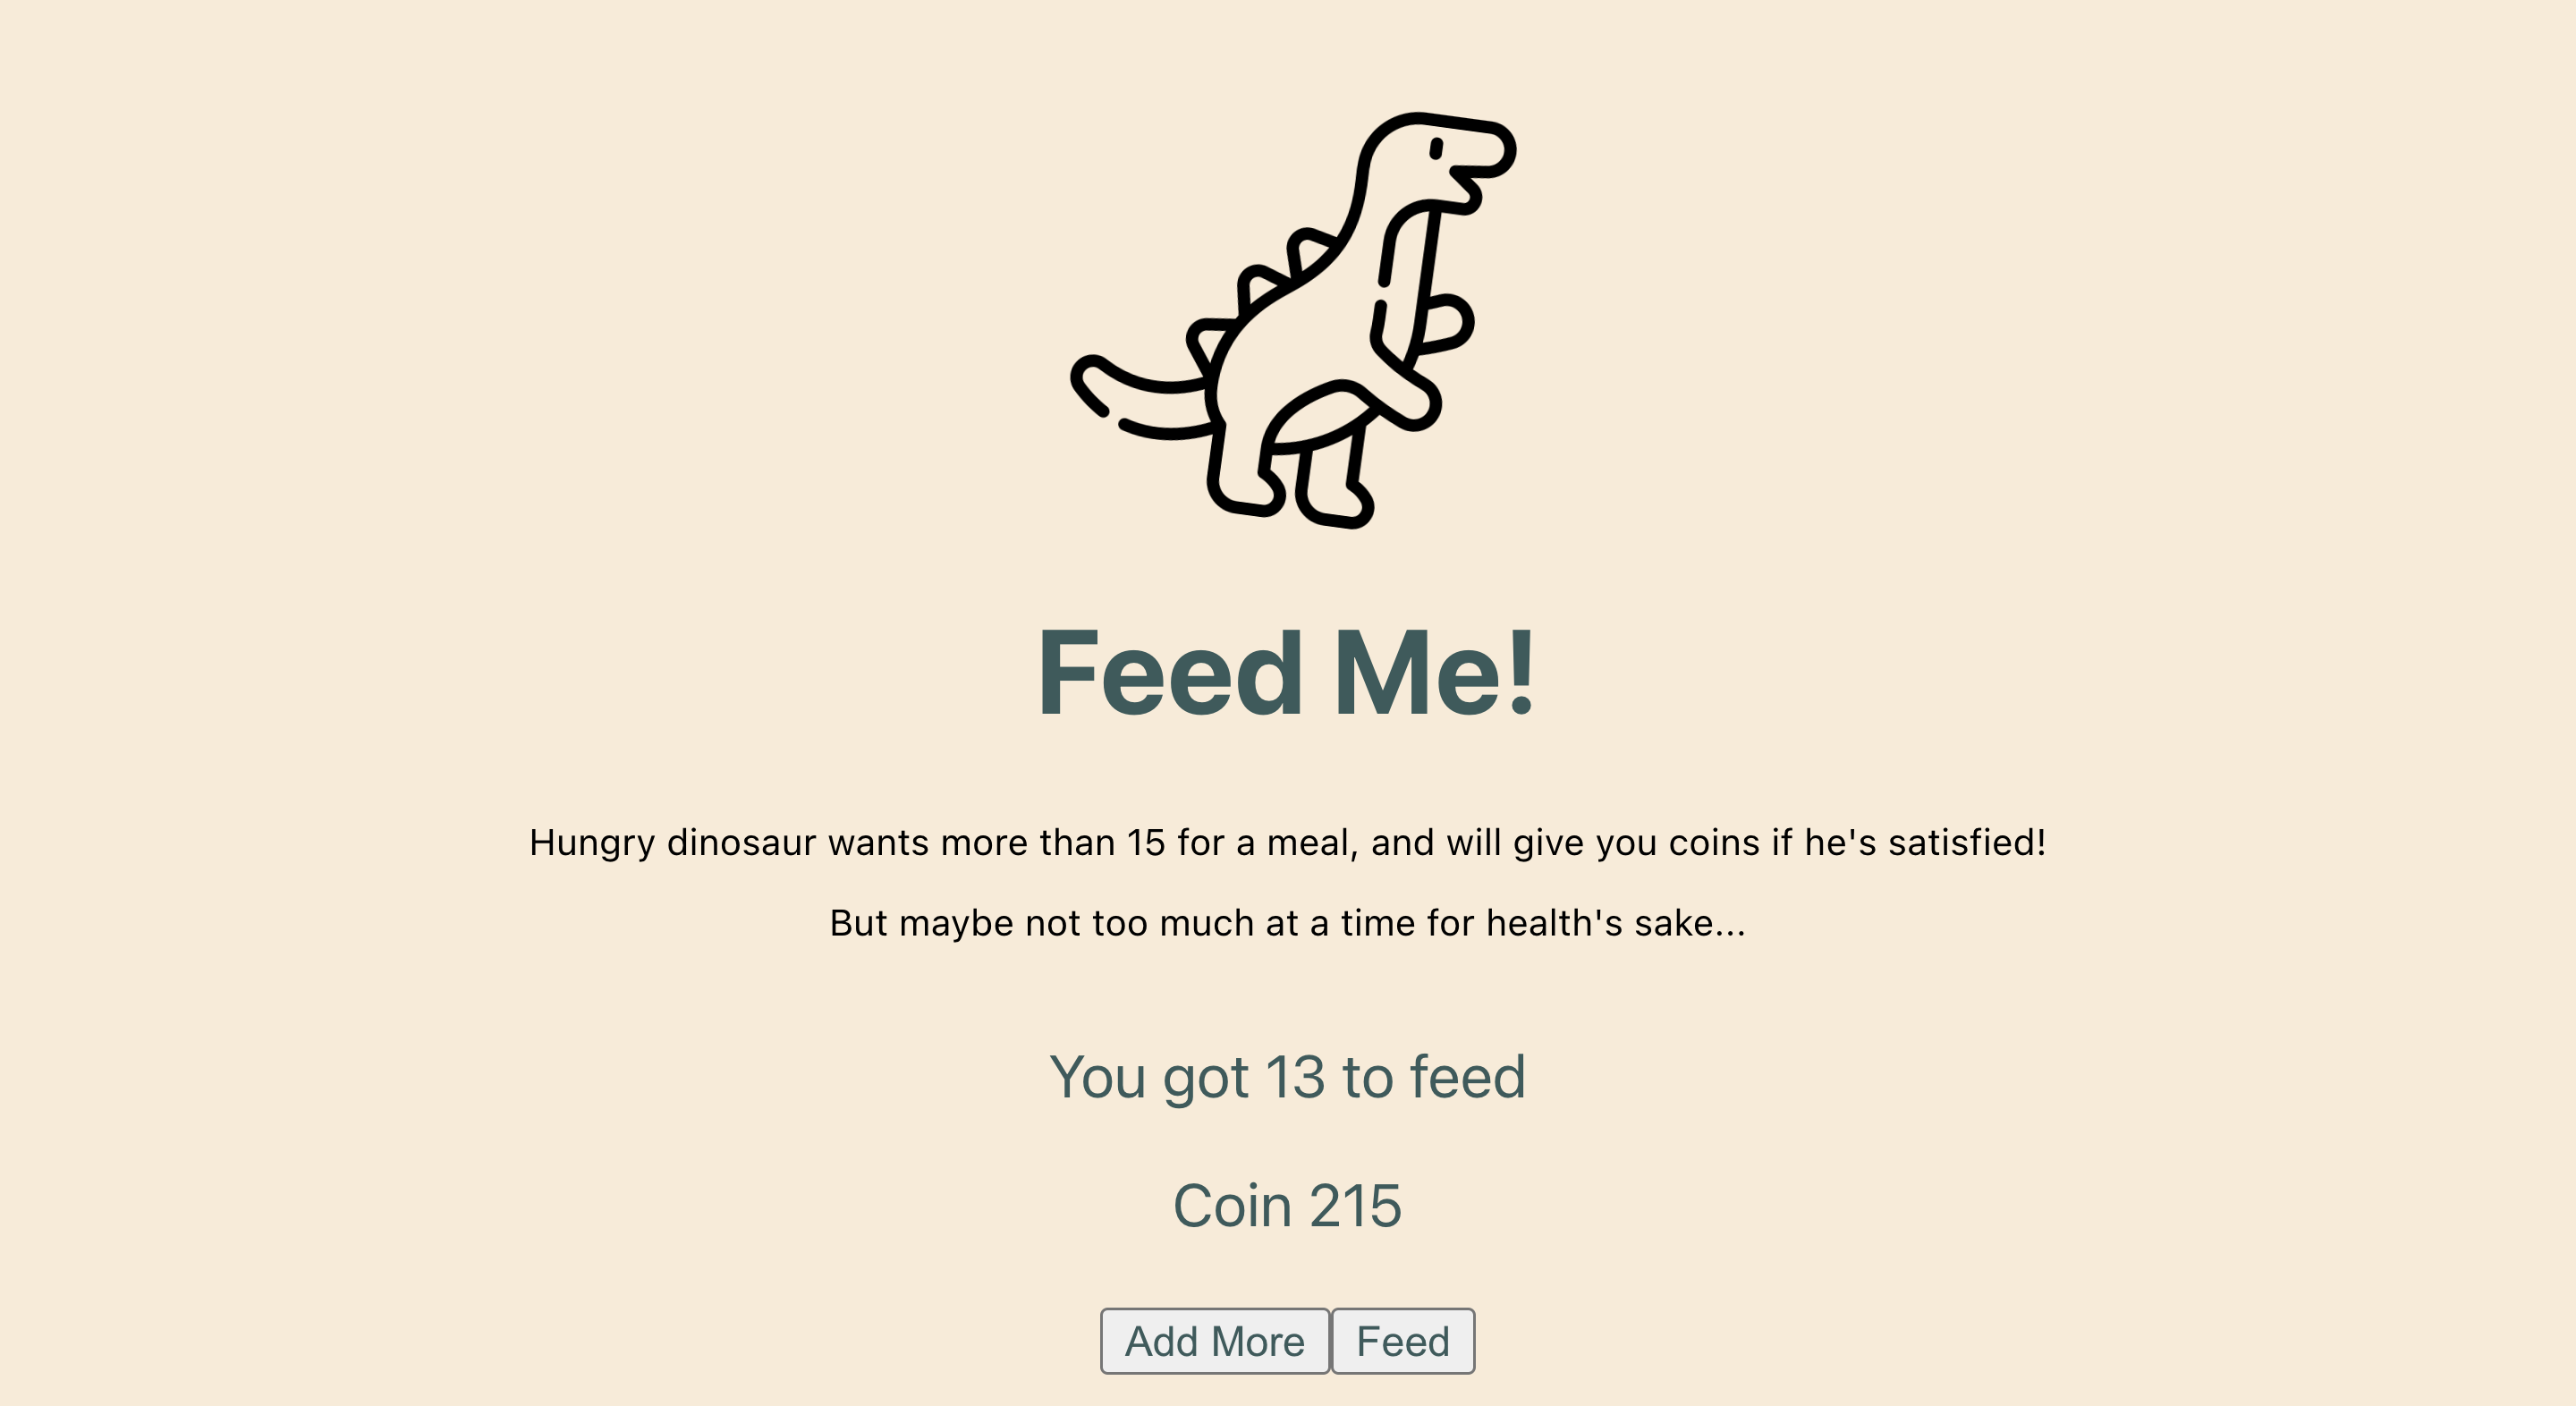 Feed Me!
Hungry dinosaur wants more than 15 for a meal, and will give you coins if he's satisfied!
But maybe not too much at a time for health's sake...
You got 13 to feed
Coin 215
Add More Feed